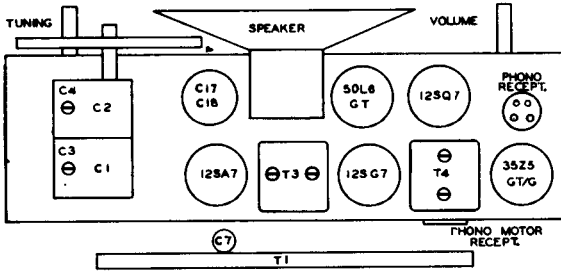 TUNING
SPEAKER
VOLUME
C4
C2
C17
C18
50L6
GT
12SQ7
PHONO
RECEPT.
C3
C1
12SA7
T3
12SG7
T4
35Z5
GT/G
PHONO MOTOR
RECEPT.
C7
T1